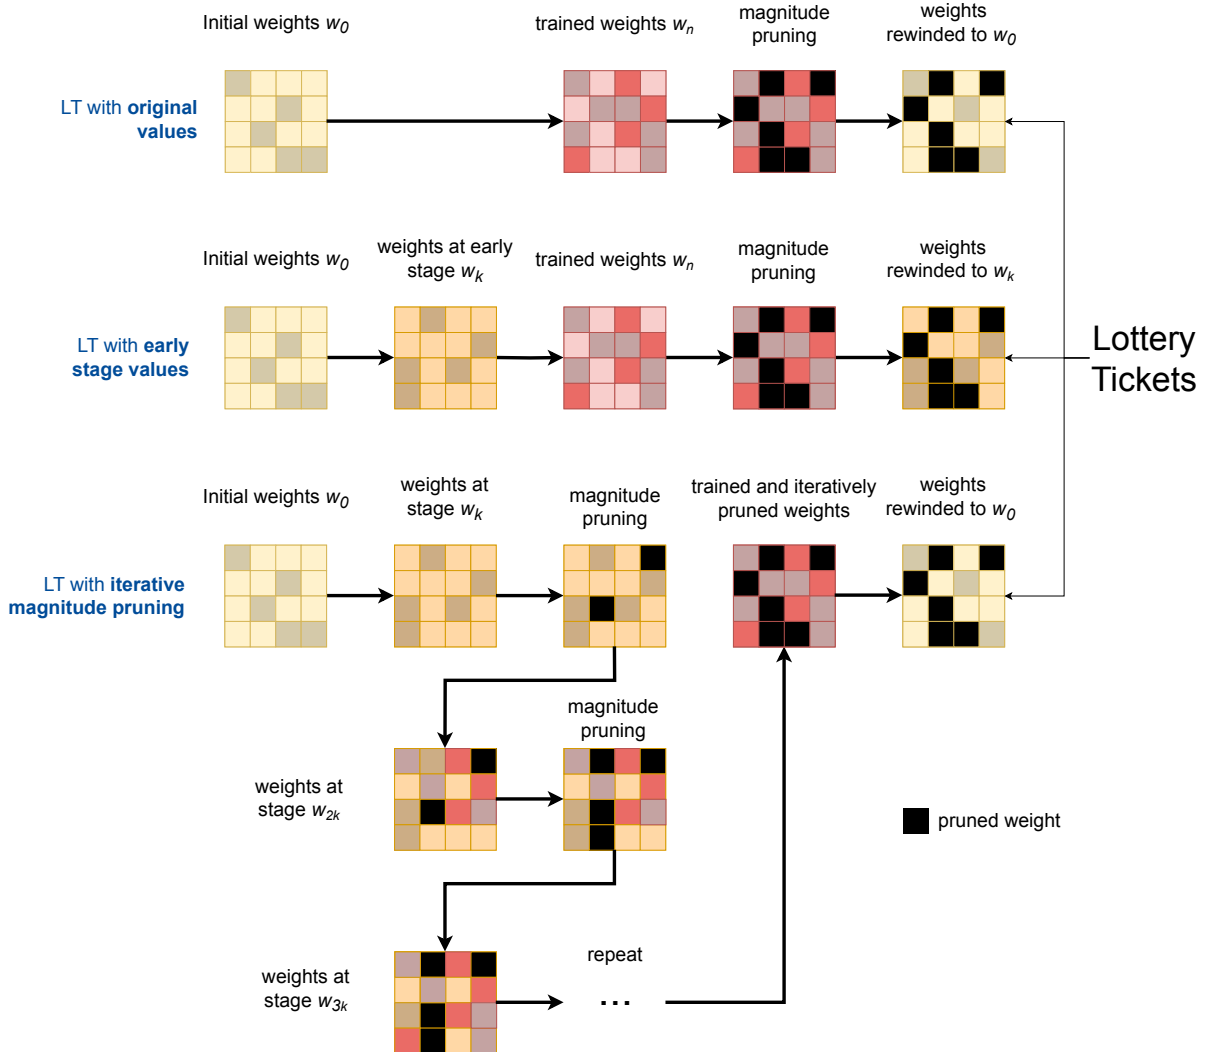 Initial weights w0
trained weights wn
magnitude
pruning
weights
rewinded to w0
LT with original
values
Initial weights w0
weights at early
stage wk
trained weights wn
magnitude
pruning
weights
rewinded to wk
LT with early
stage values
Lottery
Tickets
Initial weights w0
weights at
stage wk
magnitude
pruning
trained and iteratively
pruned weights
weights
rewinded to w0
LT with iterative
magnitude pruning
magnitude
pruning
weights at
stage w2k
pruned weight
repeat
weights at
stage w3k
...